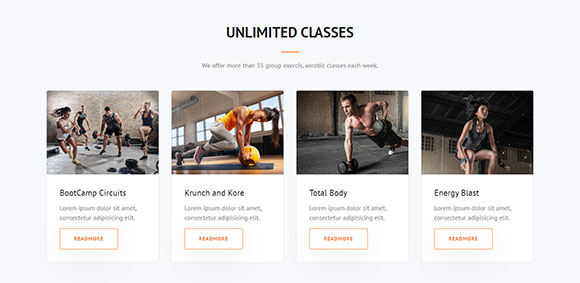 UNLIMITED CLASSES
We offer more than 35 group exercis, aerobic classes each week.
BootCamp Circuits
Lorem ipsum dolor sit amet,
consectetur adipisicing elit.
READMORE
Krunch and Kore
Lorem ipsum dolor sit amet,
consectetur adipisicing elit.
READMORE
Total Body
Lorem ipsum dolor sit amet,
consectetur adipisicing elit.
READMORE
Energy Blast
Lorem ipsum dolor sit amet,
consectetur adipisicing elit.
READMORE